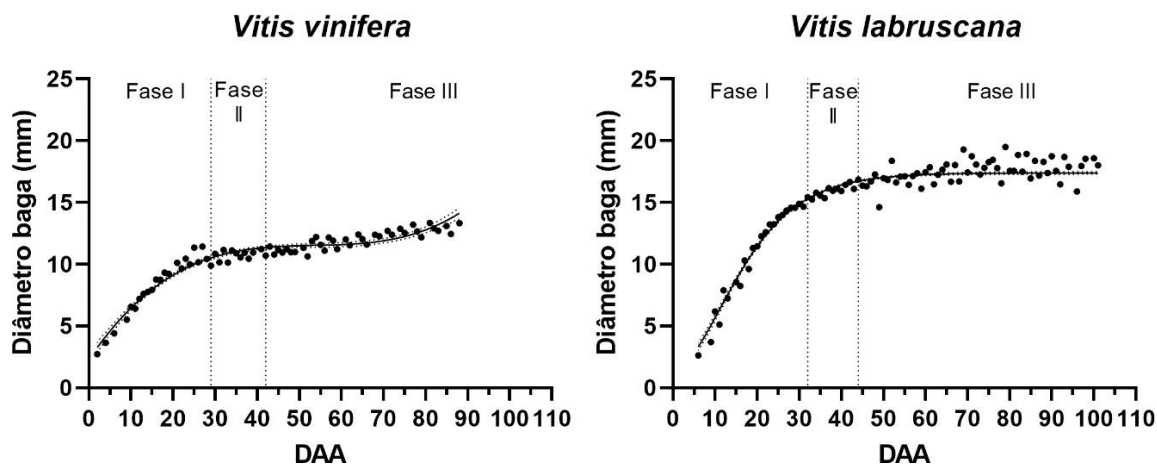 Vitis vinifera
Diâmetro baga (mm)
25
20
15
10
5
0
Fase I
Fase
II
Fase III
0 10 20 30 40 50 60 70 80 90 100 110
DAA
Vitis labruscana
Diâmetro baga (mm)
25
20
15
10
5
0
Fase I
Fase
II
Fase III
0 10 20 30 40 50 60 70 80 90 100 110
DAA